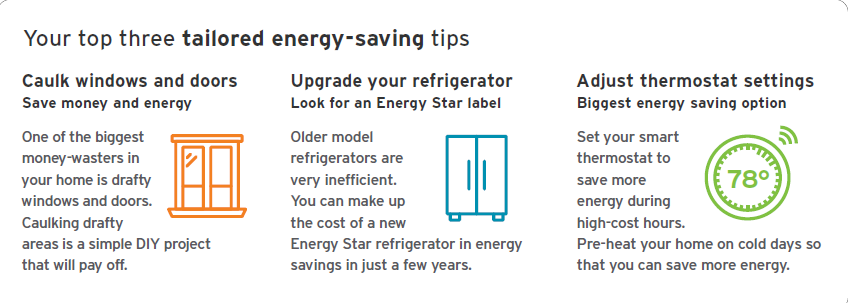 Your top three tailored energy-saving tips
Caulk windows and doors
Save money and energy
One of the biggest
money-wasters in
your home is drafty
windows and doors.
Caulking drafty
areas is a simple DIY project
that will pay off.
Upgrade your refrigerator
Look for an Energy Star label
Older model
refrigerators are
very inefficient.
You can make up
the cost of a new
Energy Star refrigerator in energy
savings in just a few years.
Adjust thermostat settings
Biggest energy saving option
Set your smart
thermostat to
save more
energy during
high-cost hours.
Pre-heat your home on cold days so
that you can save more energy.
78°